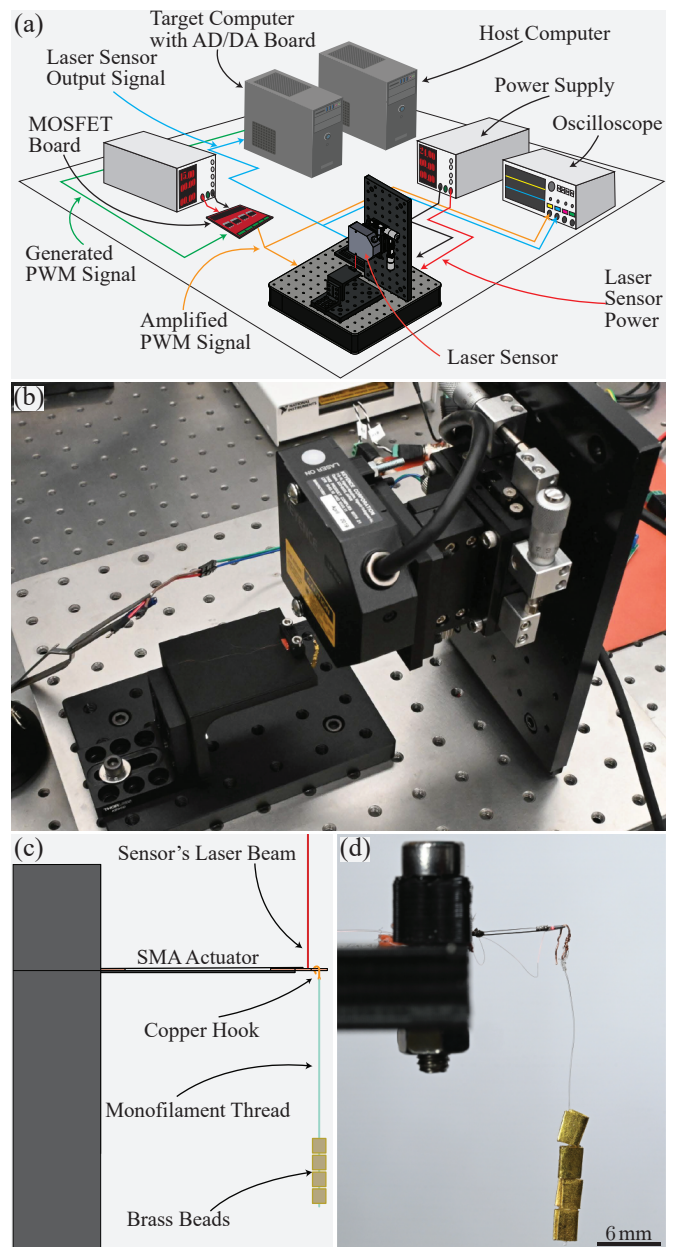 (a)
Target Computer
with AD/DA Board
Host Computer
Laser Sensor
Output Signal
Power Supply
MOSFET
Board
Oscilloscope
Generated
PWM Signal
Amplified
PWM Signal
Laser
Sensor
Power
Laser Sensor
(b)
NATIONAL
INSTRUMENTS
LASER ON
(c)
Sensor's Laser Beam
SMA Actuator
Copper Hook
Monofilament Thread
Brass Beads
(d)
6 mm